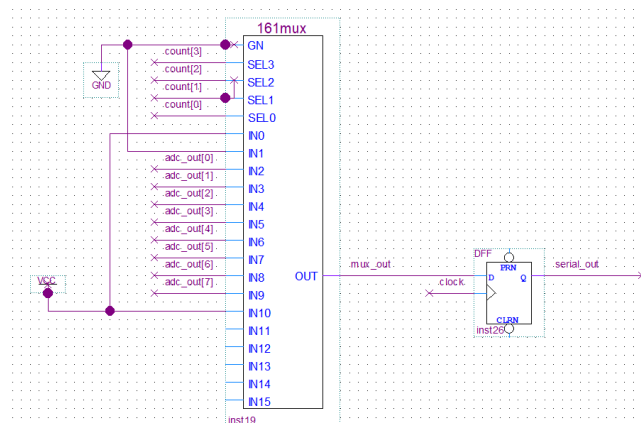 161mux
GN
count[3]
SEL3
count[2]
SEL2
count[1]
SEL1
count[0]
SEL0
GND
IN0
IN1
adc_out[0]
IN2
adc_out[1]
IN3
adc_out[2]
IN4
adc_out[3]
IN5
adc_out[4]
IN6
adc_out[5]
IN7
adc_out[6]
IN8
adc_out[7]
IN9
IN10
IN11
IN12
IN13
IN14
IN15
OUT
mux_out
VCC
clock
DFF
PRN
D Q
CLRN
inst26
serial_out
inst19